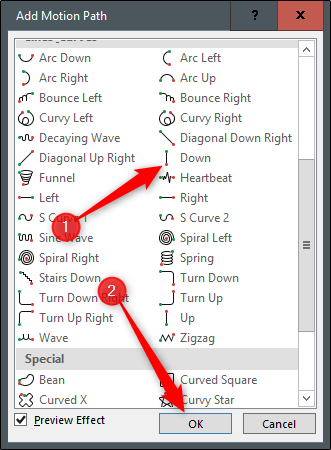 Add Motion Path ?
Arc Down Arc Left
Arc Right Arc Up
Bounce Left Bounce Right
Curvy Left Curvy Right
Decaying Wave Diagonal Down Right
Diagonal Up Right Down
Funnel Heartbeat
Left Right
S Curve 1 S Curve 2
1
Sine Wave Spiral Left
Spiral Right Spring
Stairs Down Turn Down
2
Turn Down Right Turn Up
Turn Up Right Up
Wave Zigzag
Special
Bean Curved Square
Curved X Curvy Star
Preview Effect OK Cancel